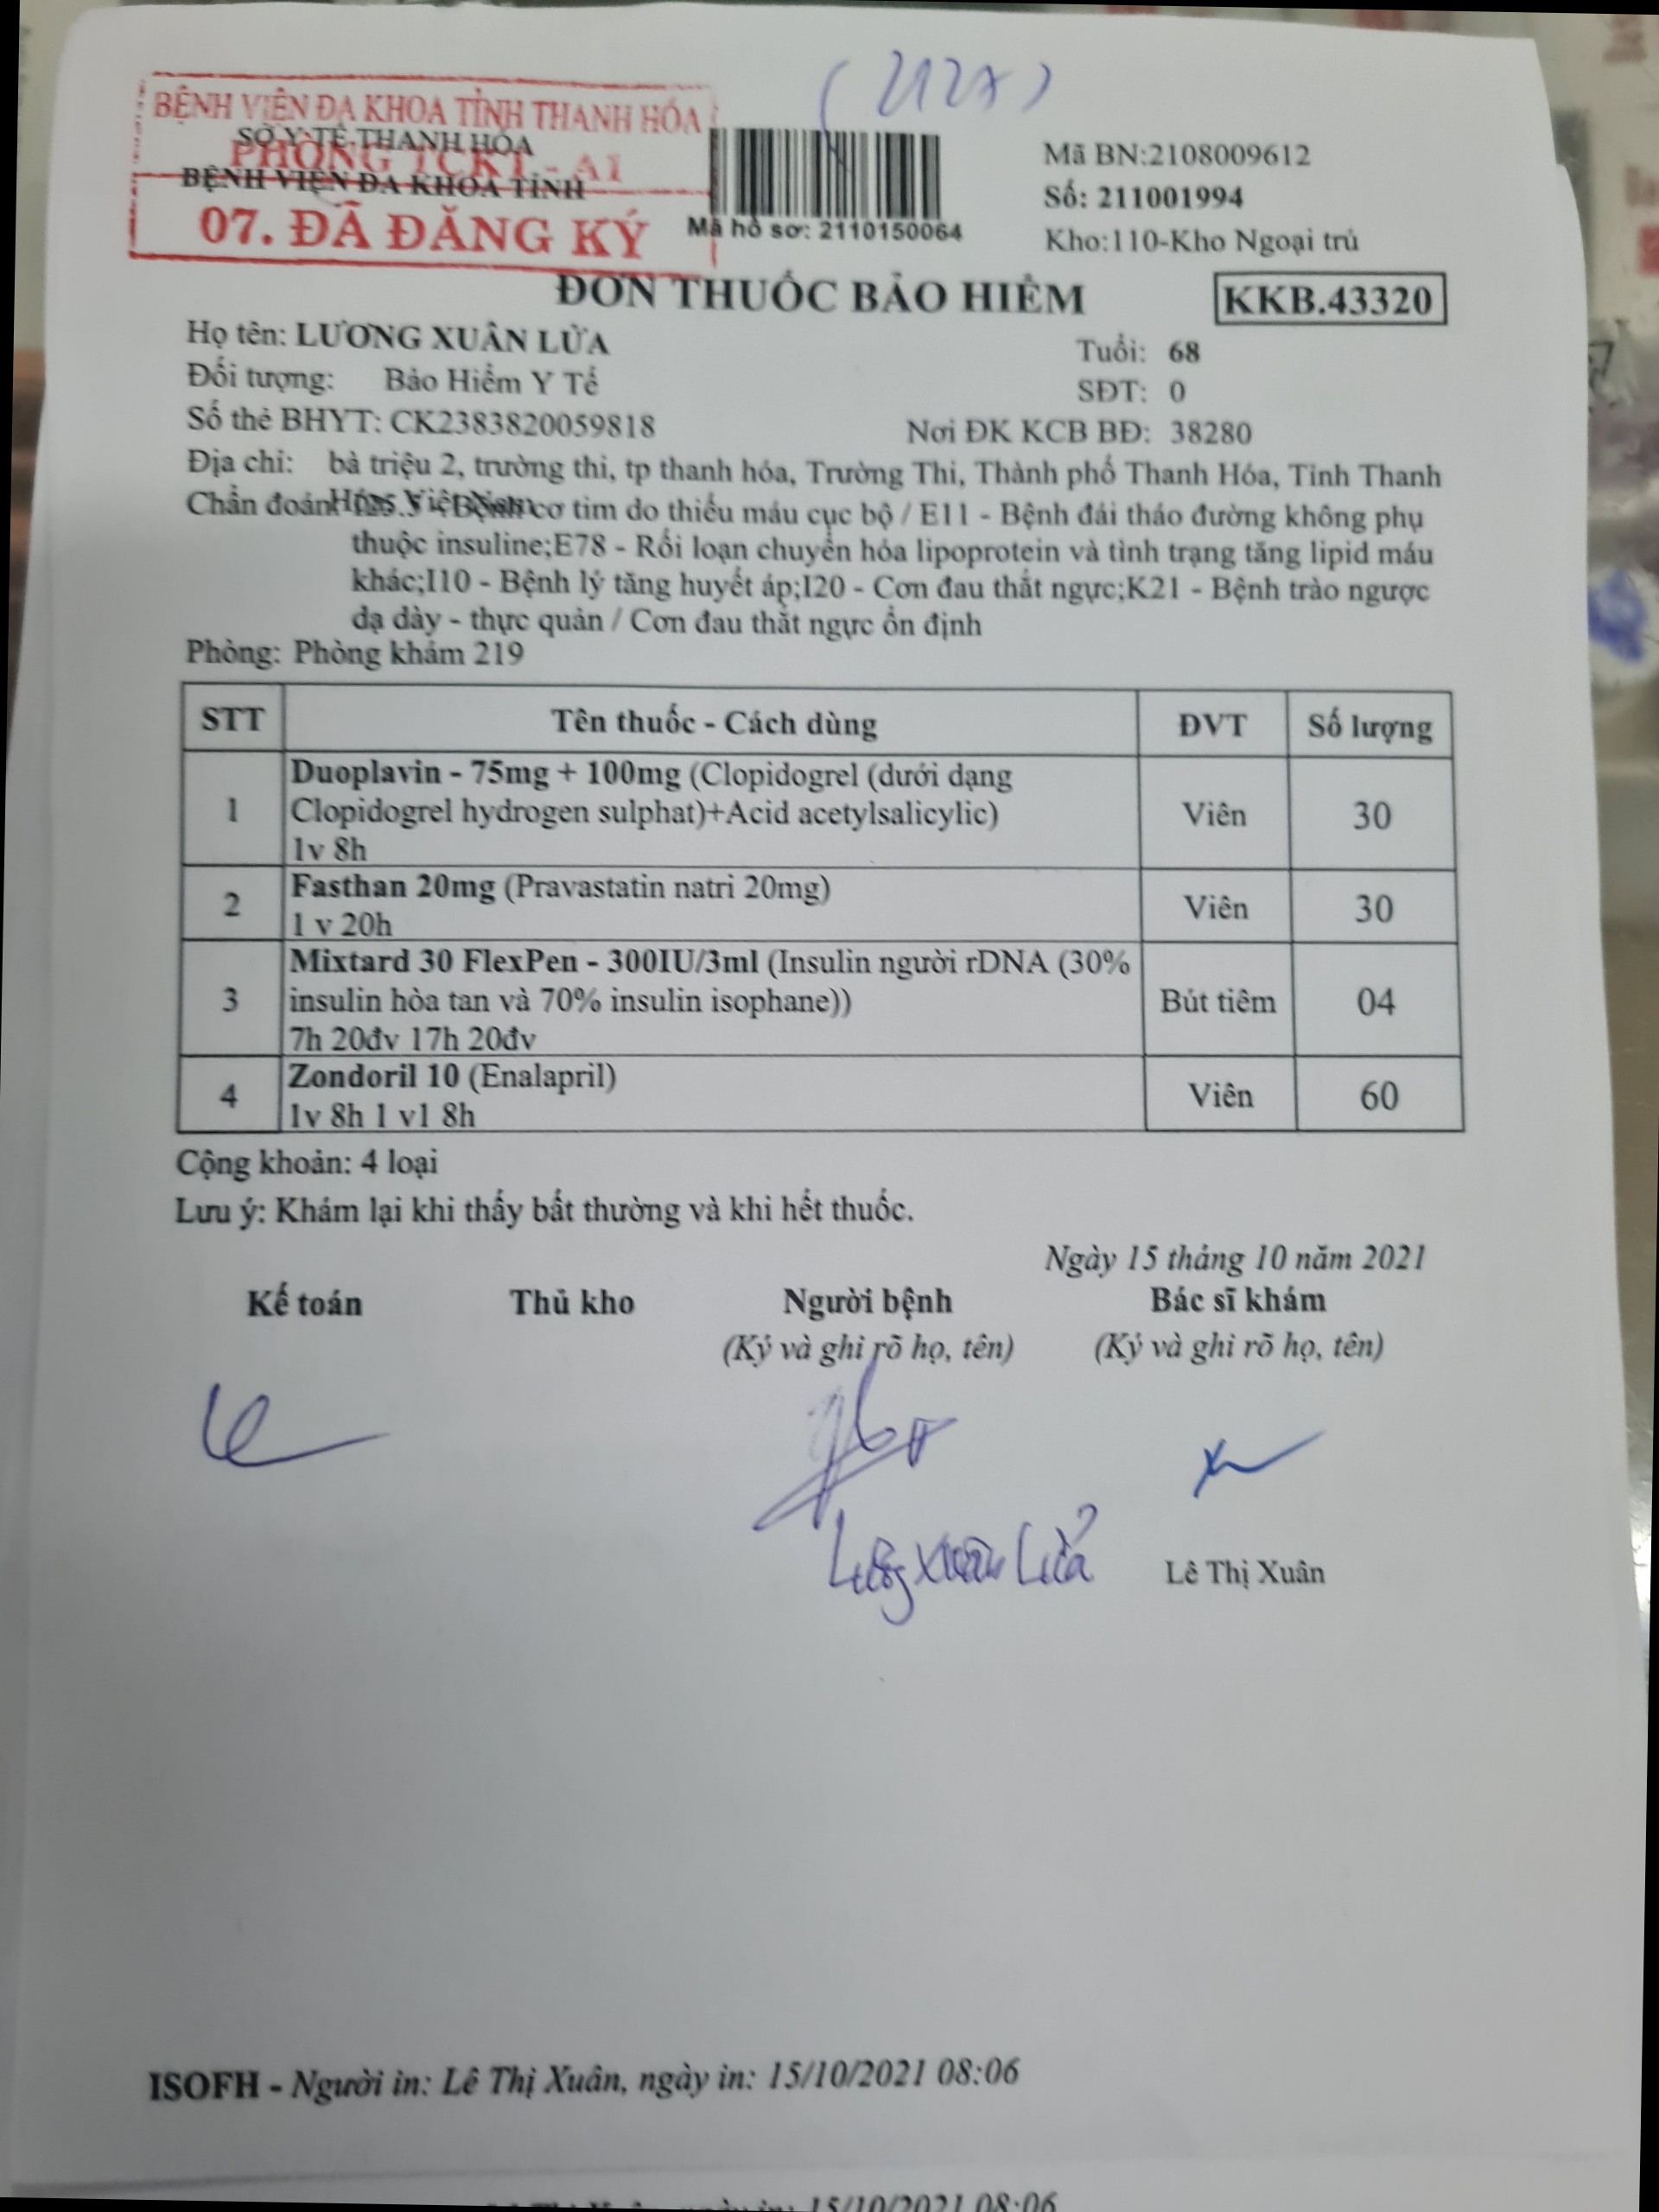 ( 2127 )
BỆNH VIỆN ĐA KHOA TỈNH THANH HÓA
SỞ Y TẾ THANH HÓA
PHÒNG TCKT - A1
BỆNH VIỆN ĐA KHOA TỈNH
07. ĐÃ ĐĂNG KÝ
Mã hồ sơ: 2110150064
Mã BN:2108009612
Số: 211001994
Kho:110-Kho Ngoại trú
ĐƠN THUỐC BẢO HIỂM
KKB.43320
Họ tên: LƯƠNG XUÂN LỬA
Tuổi: 68
Đối tượng: Bảo Hiểm Y Tế
SĐT: 0
Số thẻ BHYT: CK2383820059818
Nơi ĐK KCB BĐ: 38280
Địa chỉ: bà triệu 2, trường thi, tp thanh hóa, Trường Thi, Thành phố Thanh Hóa, Tỉnh Thanh
Hóa, Việt Nam
Chẩn đoán: I25.5 - Bệnh cơ tim do thiếu máu cục bộ / E11 - Bệnh đái tháo đường không phụ
thuộc insuline;E78 - Rối loạn chuyển hóa lipoprotein và tình trạng tăng lipid máu
khác;I10 - Bệnh lý tăng huyết áp;I20 - Cơn đau thắt ngực;K21 - Bệnh trào ngược
dạ dày - thực quản / Cơn đau thắt ngực ổn định
Phòng: Phòng khám 219
STT Tên thuốc - Cách dùng ĐVT Số lượng
1 Duoplavin - 75mg + 100mg (Clopidogrel (dưới dạng
Clopidogrel hydrogen sulphat)+Acid acetylsalicylic) Viên 30
1v 8h
2 Fasthan 20mg (Pravastatin natri 20mg) Viên 30
1 v 20h
3 Mixtard 30 FlexPen - 300IU/3ml (Insulin người rDNA (30%
insulin hòa tan và 70% insulin isophane)) Bút tiêm 04
7h 20đv 17h 20đv
4 Zondoril 10 (Enalapril) Viên 60
1v 8h 1 v1 8h
Cộng khoản: 4 loại
Lưu ý: Khám lại khi thấy bất thường và khi hết thuốc.
Ngày 15 tháng 10 năm 2021
Kế toán Thủ kho Người bệnh Bác sĩ khám
(Ký và ghi rõ họ, tên) (Ký và ghi rõ họ, tên)
Lương Xuân Lửa
Lê Thị Xuân
ISOFH - Người in: Lê Thị Xuân, ngày in: 15/10/2021 08:06
15/10/2021 08:06